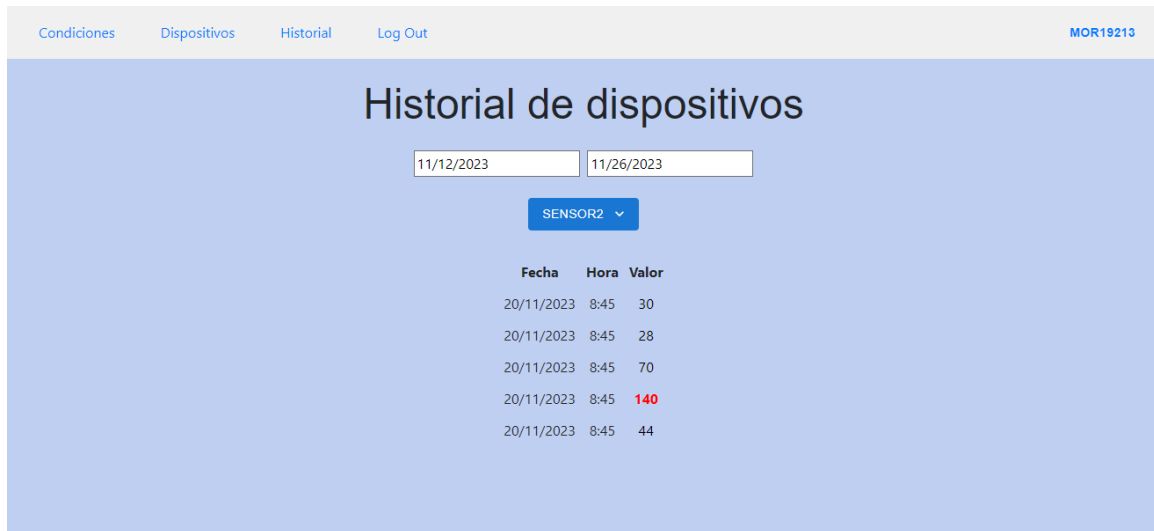 Condiciones Dispositivos Historial Log Out MOR19213
Historial de dispositivos
11/12/2023 11/26/2023
SENSOR2
Fecha Hora Valor
20/11/2023 8:45 30
20/11/2023 8:45 28
20/11/2023 8:45 70
20/11/2023 8:45 140
20/11/2023 8:45 44